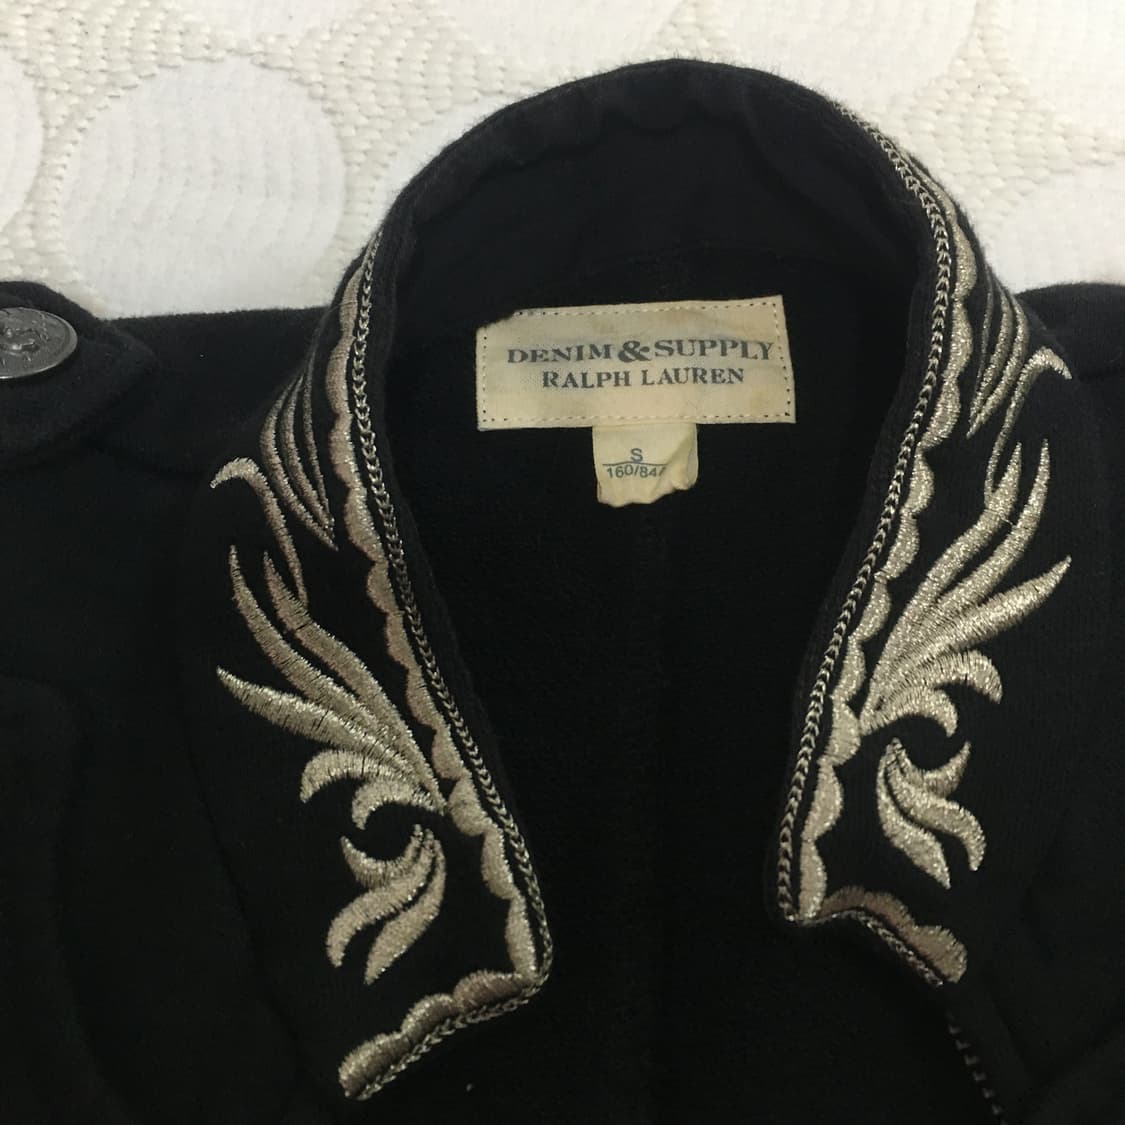 DENIM & SUPPLY
RALPH LAUREN
S
160/84